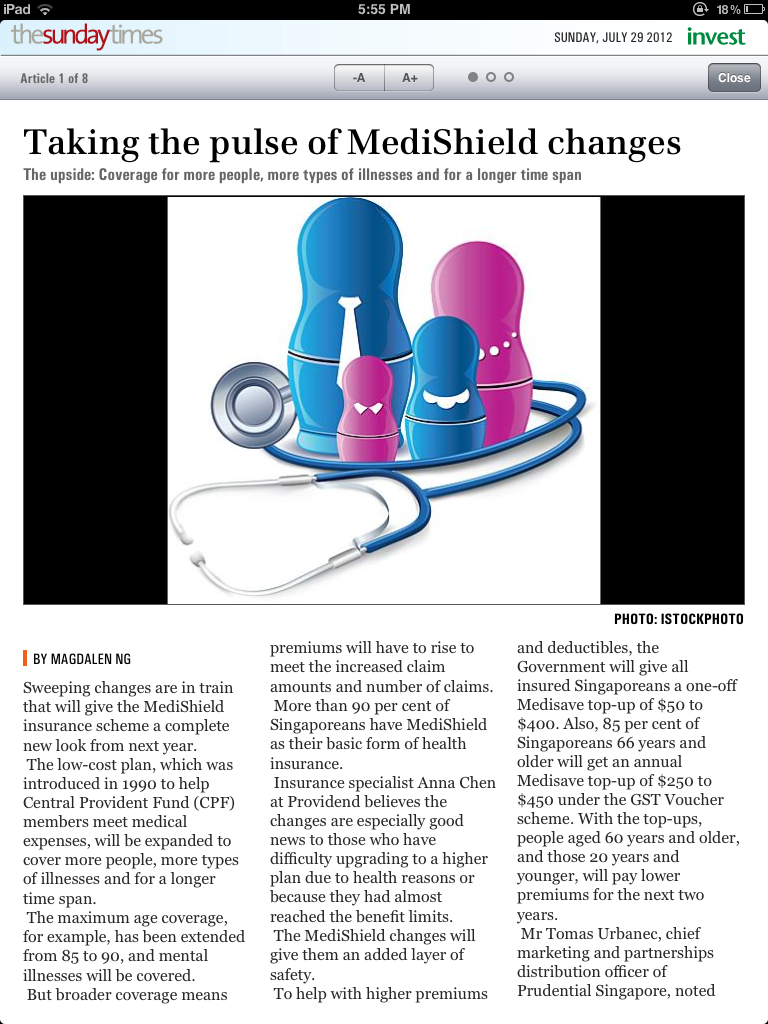 iPad 5:55 PM 18%
thesundaytimes SUNDAY, JULY 29 2012 invest
Article 1 of 8 -A A+ Close
Taking the pulse of MediShield changes
The upside: Coverage for more people, more types of illnesses and for a longer time span
PHOTO: ISTOCKPHOTO
BY MAGDALEN NG
Sweeping changes are in train
that will give the MediShield
insurance scheme a complete
new look from next year.
The low-cost plan, which was
introduced in 1990 to help
Central Provident Fund (CPF)
members meet medical
expenses, will be expanded to
cover more people, more types
of illnesses and for a longer
time span.
The maximum age coverage,
for example, has been extended
from 85 to 90, and mental
illnesses will be covered.
But broader coverage means
premiums will have to rise to
meet the increased claim
amounts and number of claims.
More than 90 per cent of
Singaporeans have MediShield
as their basic form of health
insurance.
Insurance specialist Anna Chen
at Providend believes the
changes are especially good
news to those who have
difficulty upgrading to a higher
plan due to health reasons or
because they had almost
reached the benefit limits.
The MediShield changes will
give them an added layer of
safety.
To help with higher premiums
and deductibles, the
Government will give all
insured Singaporeans a one-off
Medisave top-up of $50 to
$400. Also, 85 per cent of
Singaporeans 66 years and
older will get an annual
Medisave top-up of $250 to
$450 under the GST Voucher
scheme. With the top-ups,
people aged 60 years and older,
and those 20 years and
younger, will pay lower
premiums for the next two
years.
Mr Tomas Urbanec, chief
marketing and partnerships
distribution officer of
Prudential Singapore, noted